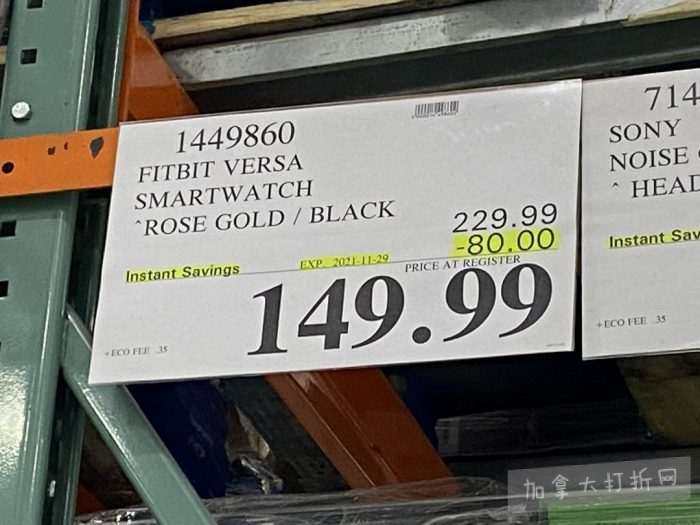 1449860
FITBIT VERSA
SMARTWATCH
^ROSE GOLD / BLACK
229.99
-80.00
Instant Savings
EXP. 2021-11-29
PRICE AT REGISTER
149.99
+ECO FEE .35
714
SONY
NOISE
^ HEAD
Instant Sav
+ECO FEE .35
加拿大打折网